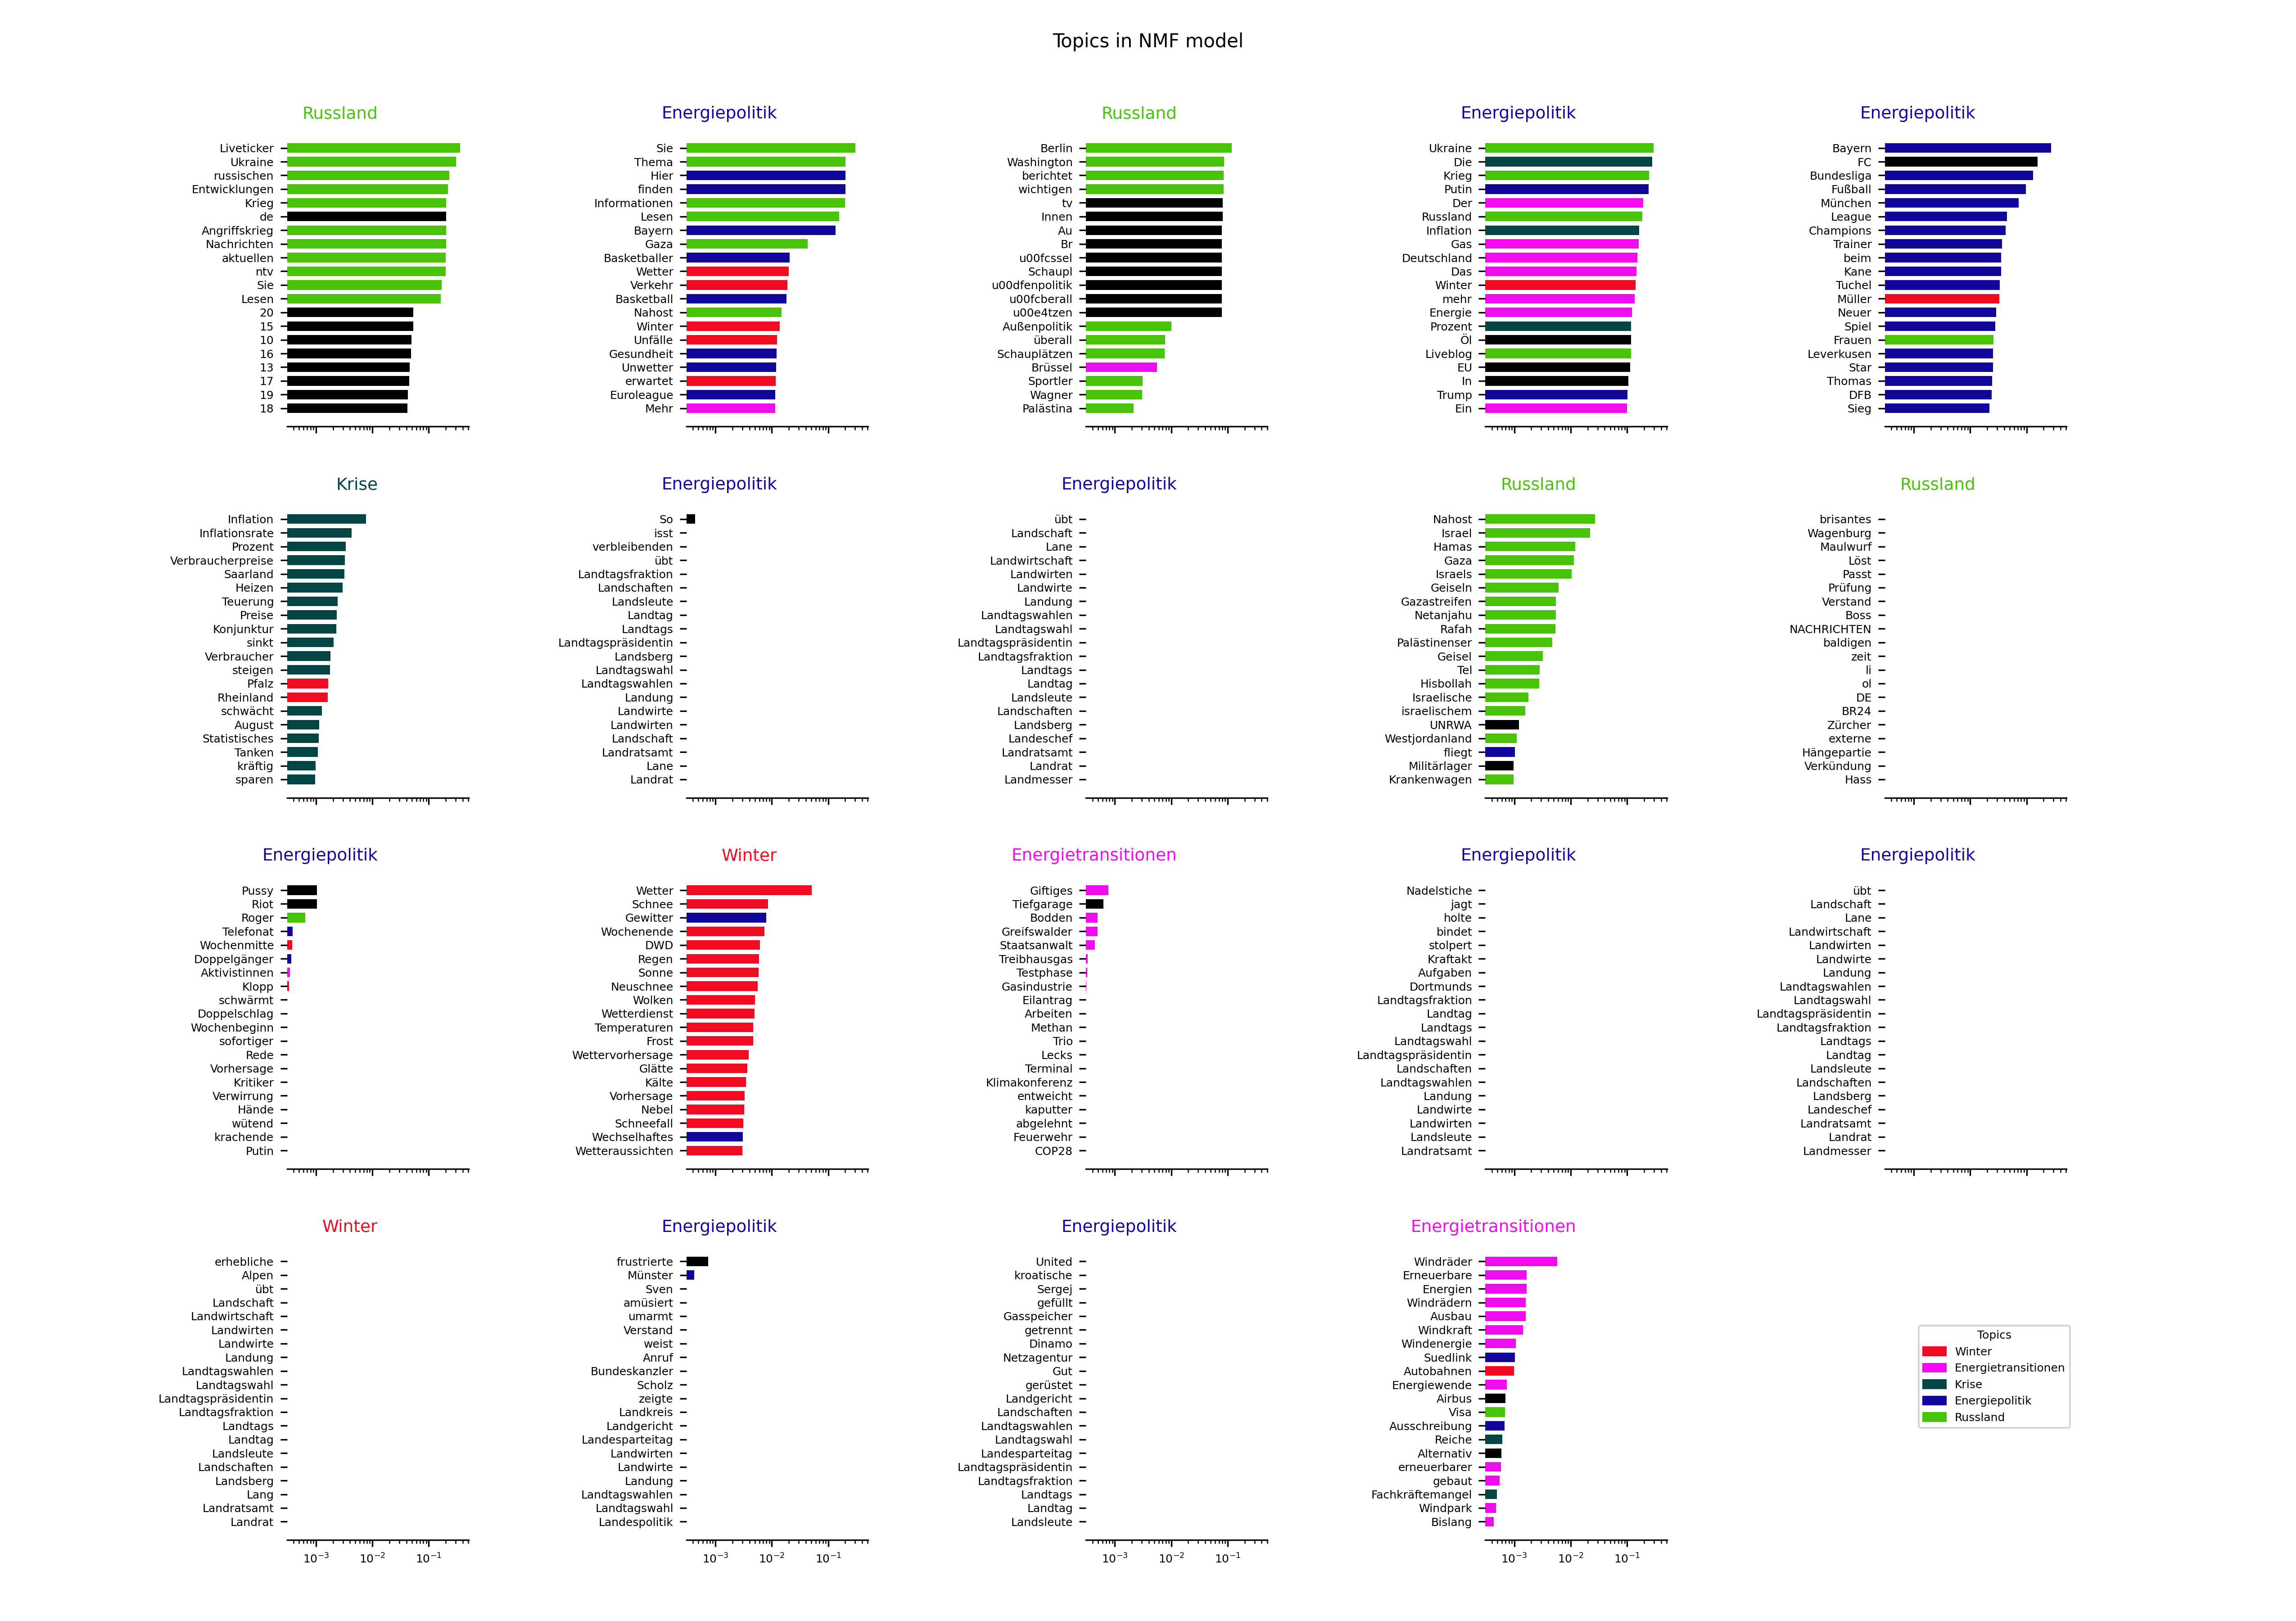 Topics in NMF model
Russland
Liveticker
Ukraine
russischen
Entwicklungen
Krieg
de
Angriffskrieg
Nachrichten
aktuellen
ntv
Sie
Lesen
20
15
10
16
13
17
19
18
Energiepolitik
Sie
Thema
Hier
finden
Informationen
Lesen
Bayern
Gaza
Basketballer
Wetter
Verkehr
Basketball
Nahost
Winter
Unfälle
Gesundheit
Unwetter
erwartet
Euroleague
Mehr
Russland
Berlin
Washington
berichtet
wichtigen
tv
Innen
Au
Br
u00fcssel
Schaupl
u00dfenpolitik
u00fcberall
u00e4tzen
Außenpolitik
überall
Schauplätzen
Brüssel
Sportler
Wagner
Palästina
Energiepolitik
Ukraine
Die
Krieg
Putin
Der
Russland
Inflation
Gas
Deutschland
Das
Winter
mehr
Energie
Prozent
Öl
Liveblog
EU
In
Trump
Ein
Energiepolitik
Bayern
FC
Bundesliga
Fußball
München
League
Champions
Trainer
beim
Kane
Tuchel
Müller
Neuer
Spiel
Frauen
Leverkusen
Star
Thomas
DFB
Sieg
Krise
Inflation
Inflationsrate
Prozent
Verbraucherpreise
Saarland
Heizen
Teuerung
Preise
Konjunktur
sinkt
Verbraucher
steigen
Pfalz
Rheinland
schwächt
August
Statistisches
Tanken
kräftig
sparen
Energiepolitik
So
isst
verbleibenden
übt
Landtagsfraktion
Landschaften
Landsleute
Landtag
Landtags
Landtagspräsidentin
Landsberg
Landtagswahl
Landtagswahlen
Landung
Landwirte
Landwirten
Landschaft
Landratsamt
Lane
Landrat
Energiepolitik
übt
Landschaft
Lane
Landwirtschaft
Landwirten
Landwirte
Landung
Landtagswahlen
Landtagswahl
Landtagspräsidentin
Landtagsfraktion
Landtags
Landtag
Landsleute
Landschaften
Landsberg
Landeschef
Landratsamt
Landrat
Landmesser
Russland
Nahost
Israel
Hamas
Gaza
Israels
Geiseln
Gazastreifen
Netanjahu
Rafah
Palästinenser
Geisel
Tel
Hisbollah
Israelische
israelischem
UNRWA
Westjordanland
fliegt
Militärlager
Krankenwagen
Russland
brisantes
Wagenburg
Maulwurf
Löst
Passt
Prüfung
Verstand
Boss
NACHRICHTEN
baldigen
zeit
li
ol
DE
BR24
Zürcher
externe
Hängepartie
Verkündung
Hass
Energiepolitik
Pussy
Riot
Roger
Telefonat
Wochenmitte
Doppelgänger
Aktivistinnen
Klopp
schwärmt
Doppelschlag
Wochenbeginn
sofortiger
Rede
Vorhersage
Kritiker
Verwirrung
Hände
wütend
krachende
Putin
Winter
Wetter
Schnee
Gewitter
Wochenende
DWD
Regen
Sonne
Neuschnee
Wolken
Wetterdienst
Temperaturen
Frost
Wettervorhersage
Glätte
Kälte
Vorhersage
Nebel
Schneefall
Wechselhaftes
Wetteraussichten
Energietransitionen
Giftiges
Tiefgarage
Bodden
Greifswalder
Staatsanwalt
Treibhausgas
Testphase
Gasindustrie
Eilantrag
Arbeiten
Methan
Trio
Lecks
Terminal
Klimakonferenz
entweicht
kaputter
abgelehnt
Feuerwehr
COP28
Energiepolitik
Nadelstiche
jagt
holte
bindet
stolpert
Kraftakt
Aufgaben
Dortmunds
Landtagsfraktion
Landtag
Landtags
Landtagswahl
Landtagspräsidentin
Landschaften
Landtagswahlen
Landung
Landwirte
Landwirten
Landsleute
Landratsamt
Energiepolitik
übt
Landschaft
Lane
Landwirtschaft
Landwirten
Landwirte
Landung
Landtagswahlen
Landtagswahl
Landtagspräsidentin
Landtagsfraktion
Landtags
Landtag
Landsleute
Landschaften
Landsberg
Landeschef
Landratsamt
Landrat
Landmesser
Winter
erhebliche
Alpen
übt
Landschaft
Landwirtschaft
Landwirten
Landwirte
Landung
Landtagswahlen
Landtagswahl
Landtagspräsidentin
Landtagsfraktion
Landtags
Landtag
Landsleute
Landschaften
Landsberg
Lang
Landratsamt
Landrat
10⁻³ 10⁻² 10⁻¹
Energiepolitik
frustrierte
Münster
Sven
amüsiert
umarmt
Verstand
weist
Anruf
Bundeskanzler
Scholz
zeigte
Landkreis
Landgericht
Landesparteitag
Landwirten
Landwirte
Landung
Landtagswahlen
Landtagswahl
Landespolitik
10⁻³ 10⁻² 10⁻¹
Energiepolitik
United
kroatische
Sergej
gefüllt
Gasspeicher
getrennt
Dinamo
Netzagentur
Gut
gerüstet
Landgericht
Landschaften
Landtagswahlen
Landtagswahl
Landesparteitag
Landtagspräsidentin
Landtagsfraktion
Landtags
Landtag
Landsleute
10⁻³ 10⁻² 10⁻¹
Energietransitionen
Windräder
Erneuerbare
Energien
Windrädern
Ausbau
Windkraft
Windenergie
Suedlink
Autobahnen
Energiewende
Airbus
Visa
Ausschreibung
Reiche
Alternativ
erneuerbarer
gebaut
Fachkräftemangel
Windpark
Bislang
10⁻³ 10⁻² 10⁻¹
Topics
Winter
Energietransitionen
Krise
Energiepolitik
Russland